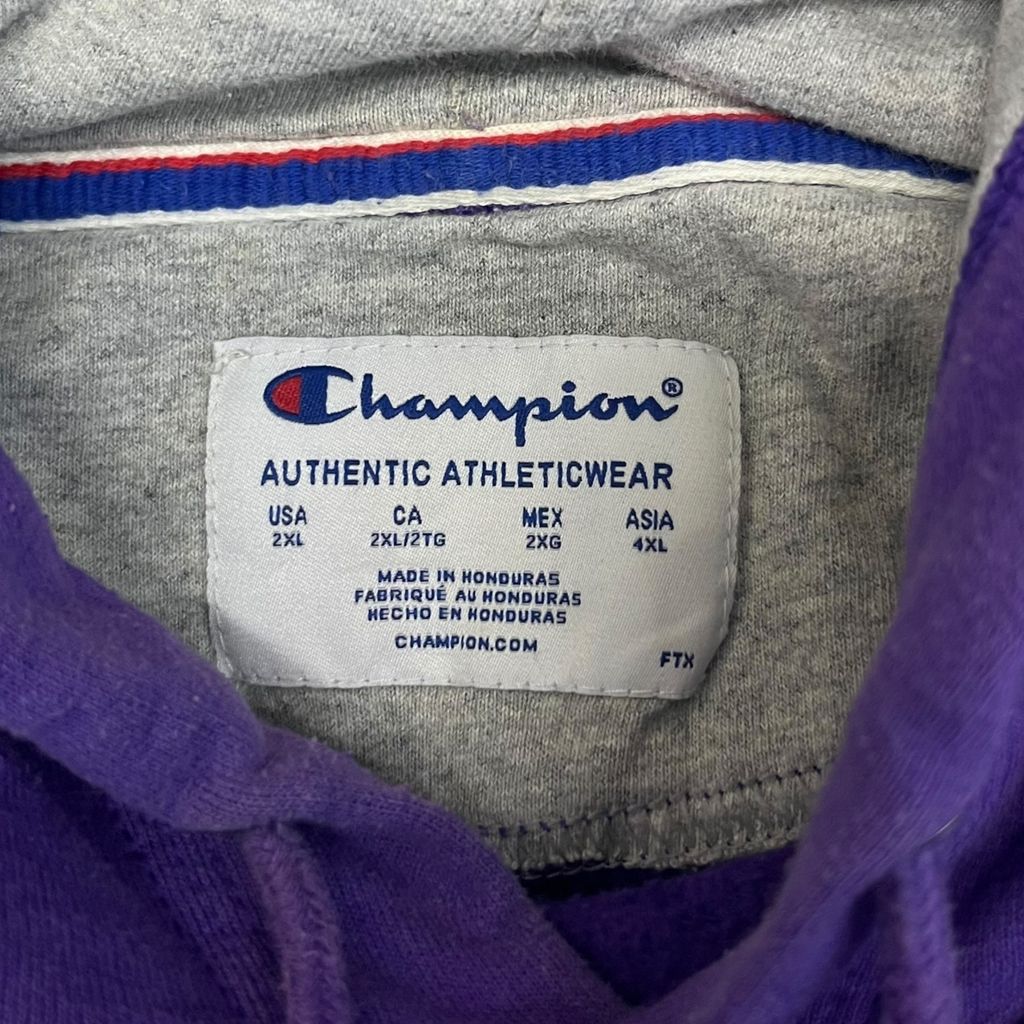 Champion®
AUTHENTIC ATHLETICWEAR
USA CA MEX ASIA
2XL 2XL/2TG 2XG 4XL
MADE IN HONDURAS
FABRIQUÉ AU HONDURAS
HECHO EN HONDURAS
CHAMPION.COM
FTX